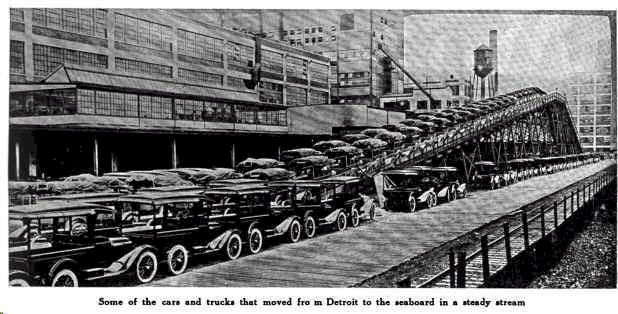 Some of the cars and trucks that moved fro m Detroit to the seaboard in a steady stream